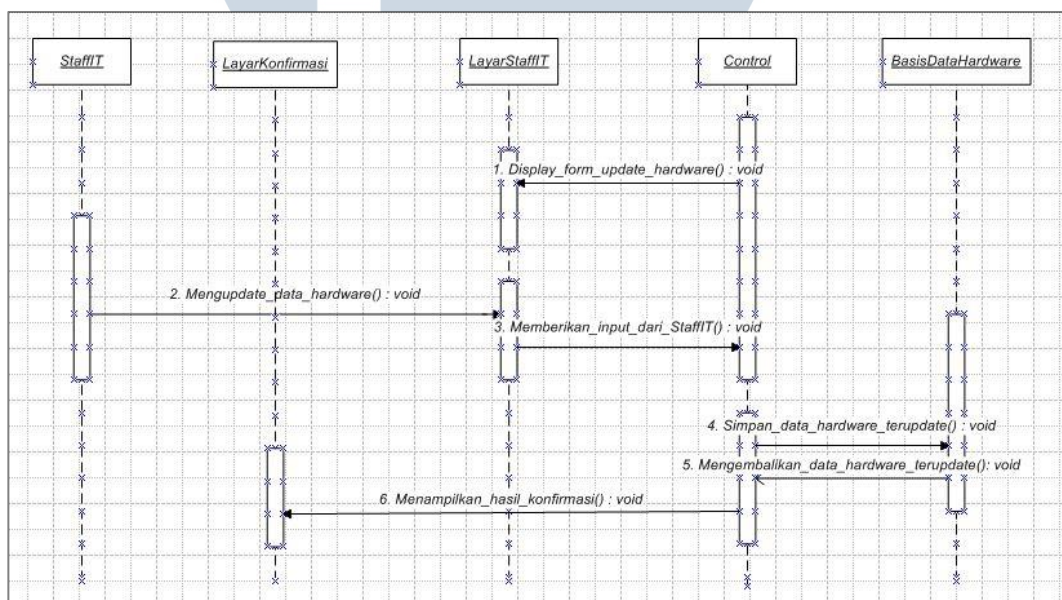 StaffIT
LayarKonfirmasi
LayarStaffIT
Control
BasisDataHardware
1. Display_form_update_hardware() : void
2. Mengupdate_data_hardware() : void
3. Memberikan_input_dari_StaffIT() : void
4. Simpan_data_hardware_terupdate() : void
5. Mengembalikan_data_hardware_terupdate(): void
6. Menampilkan_hasil_konfirmasi() : void